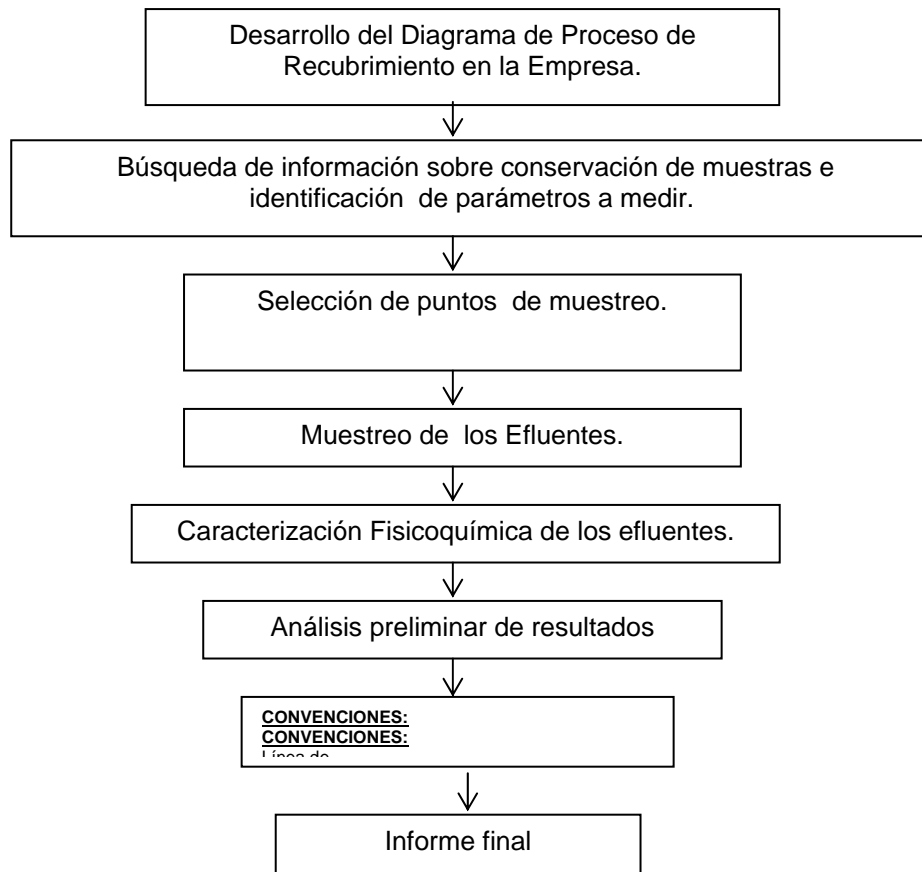 Desarrollo del Diagrama de Proceso de
Recubrimiento en la Empresa.
Búsqueda de información sobre conservación de muestras e
identificación de parámetros a medir.
Selección de puntos de muestreo.
Muestreo de los Efluentes.
Caracterización Fisicoquímica de los efluentes.
Análisis preliminar de resultados
CONVENCIONES:
CONVENCIONES:
Línea de
Informe final